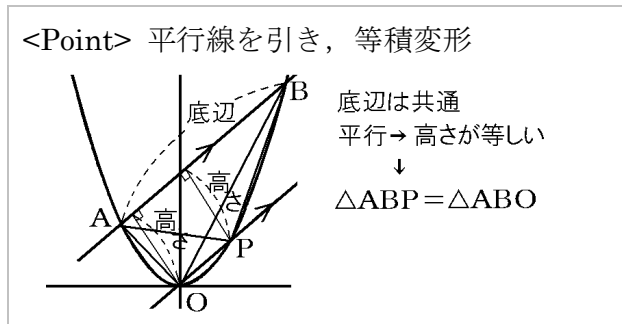 <Point> 平行線を引き，等積変形
底辺は共通
平行→高さが等しい
↓
△ABP＝△ABO
B
底辺
高さ
A
高さ
P
O